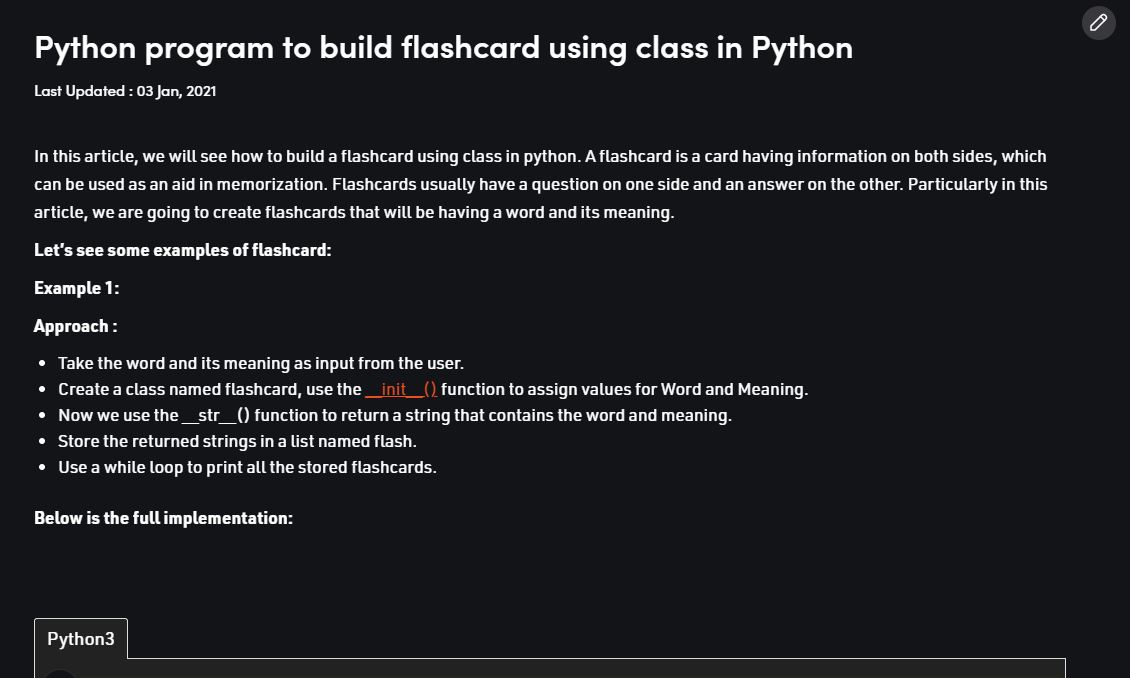 Python program to build flashcard using class in Python
Last Updated : 03 Jan, 2021
In this article, we will see how to build a flashcard using class in python. A flashcard is a card having information on both sides, which
can be used as an aid in memorization. Flashcards usually have a question on one side and an answer on the other. Particularly in this
article, we are going to create flashcards that will be having a word and its meaning.
Let’s see some examples of flashcard:
Example 1:
Approach :
• Take the word and its meaning as input from the user.
• Create a class named flashcard, use the __init__() function to assign values for Word and Meaning.
• Now we use the __str__() function to return a string that contains the word and meaning.
• Store the returned strings in a list named flash.
• Use a while loop to print all the stored flashcards.
Below is the full implementation:
Python3